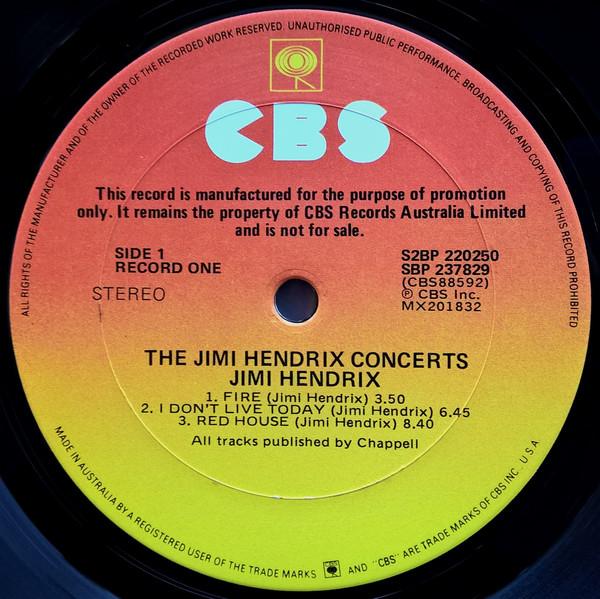 ALL RIGHTS OF THE MANUFACTURER AND OF THE OWNER OF THE RECORDED WORK RESERVED. UNAUTHORISED PUBLIC PERFORMANCE, BROADCASTING AND COPYING OF THIS RECORD PROHIBITED
CBS
This record is manufactured for the purpose of promotion
only. It remains the property of CBS Records Australia Limited
and is not for sale.
SIDE 1
RECORD ONE
STEREO
S2BP 220250
SBP 237829
(CBS88592)
℗ CBS Inc.
MX201832
THE JIMI HENDRIX CONCERTS
JIMI HENDRIX
1. FIRE (Jimi Hendrix) 3.50
2. I DON'T LIVE TODAY (Jimi Hendrix) 6.45
3. RED HOUSE (Jimi Hendrix) 8.40
All tracks published by Chappell
MADE IN AUSTRALIA BY A REGISTERED USER OF THE TRADE MARKS AND "CBS" ARE TRADE MARKS OF CBS INC. U.S.A